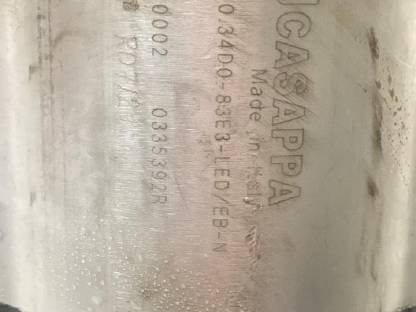 CASAPPA
Made in Italy
0.34D0-83E3-LED/EB-N
0002 0335392R